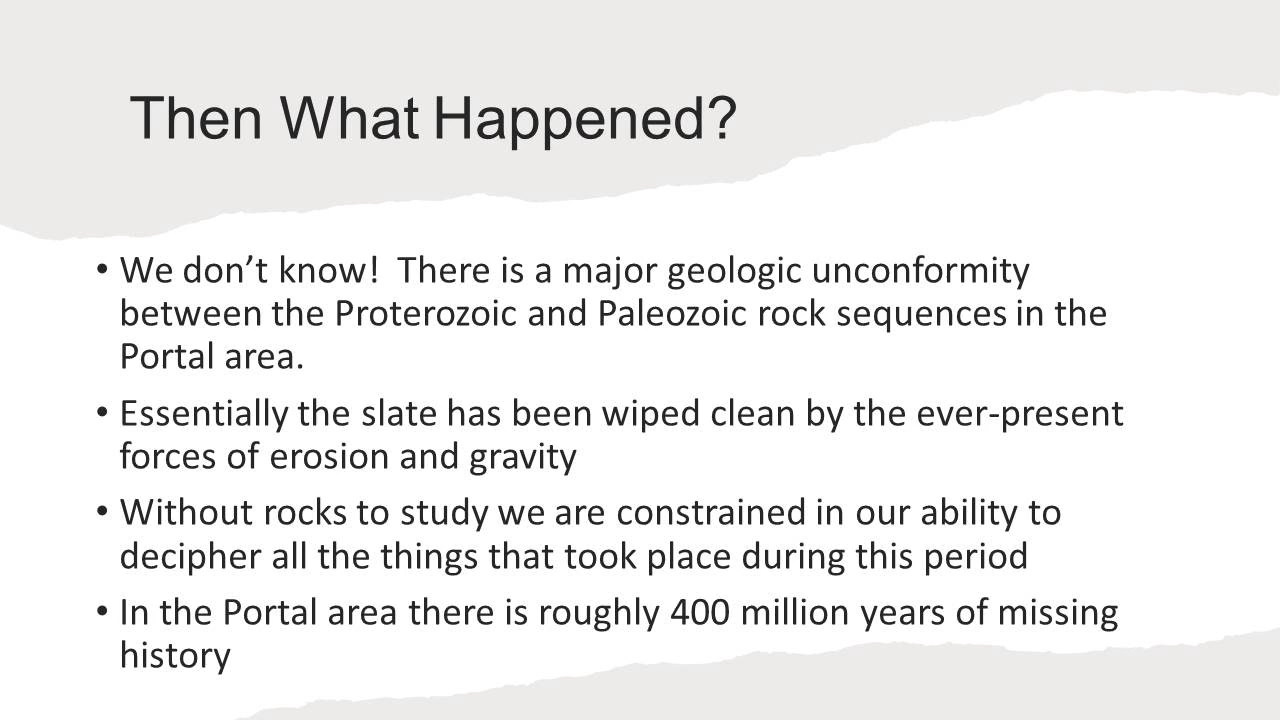 Then What Happened?
• We don’t know!  There is a major geologic unconformity
between the Proterozoic and Paleozoic rock sequences in the
Portal area.
• Essentially the slate has been wiped clean by the ever-present
forces of erosion and gravity
• Without rocks to study we are constrained in our ability to
decipher all the things that took place during this period
• In the Portal area there is roughly 400 million years of missing
history